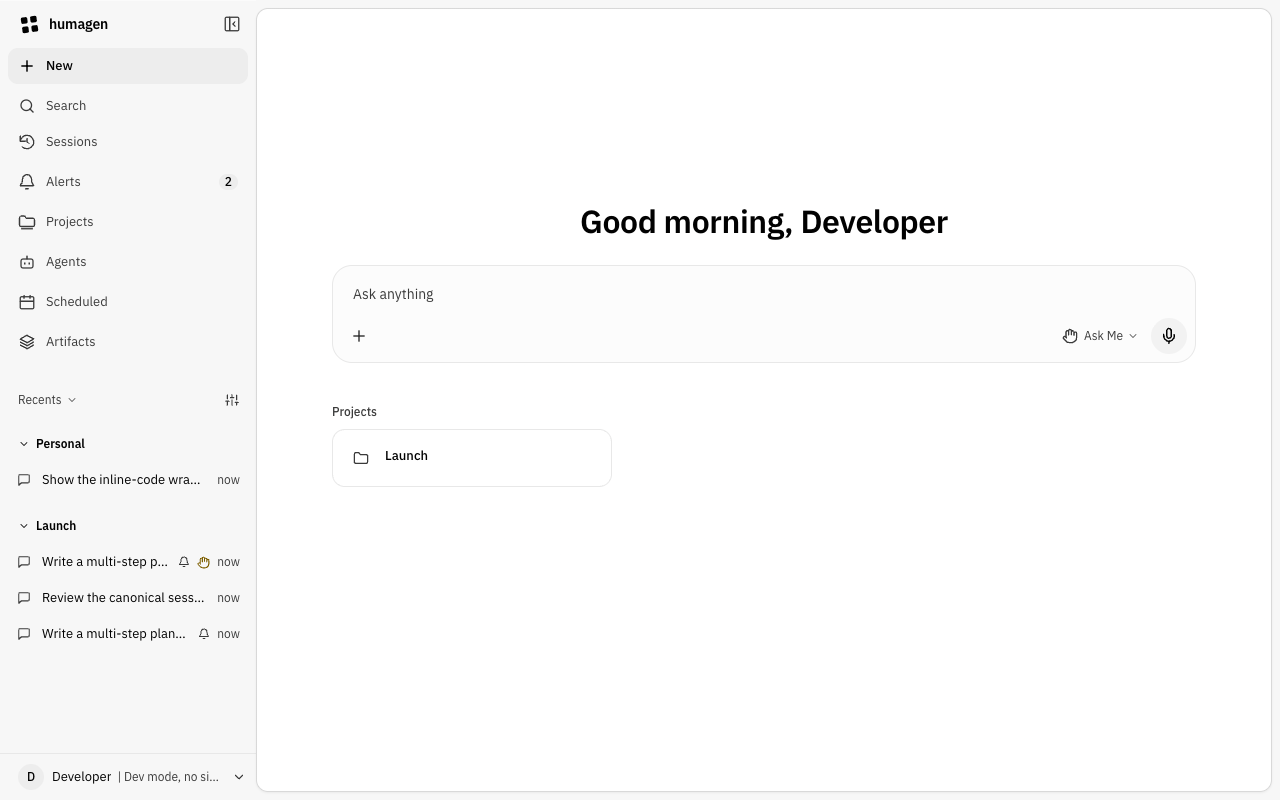 humagen
New
Search
Sessions
Alerts 2
Projects
Agents
Scheduled
Artifacts
Recents
Personal
Show the inline-code wra... now
Launch
Write a multi-step p... now
Review the canonical sess... now
Write a multi-step plan... now
D Developer | Dev mode, no si...
Good morning, Developer
Ask anything
Ask Me
Projects
Launch